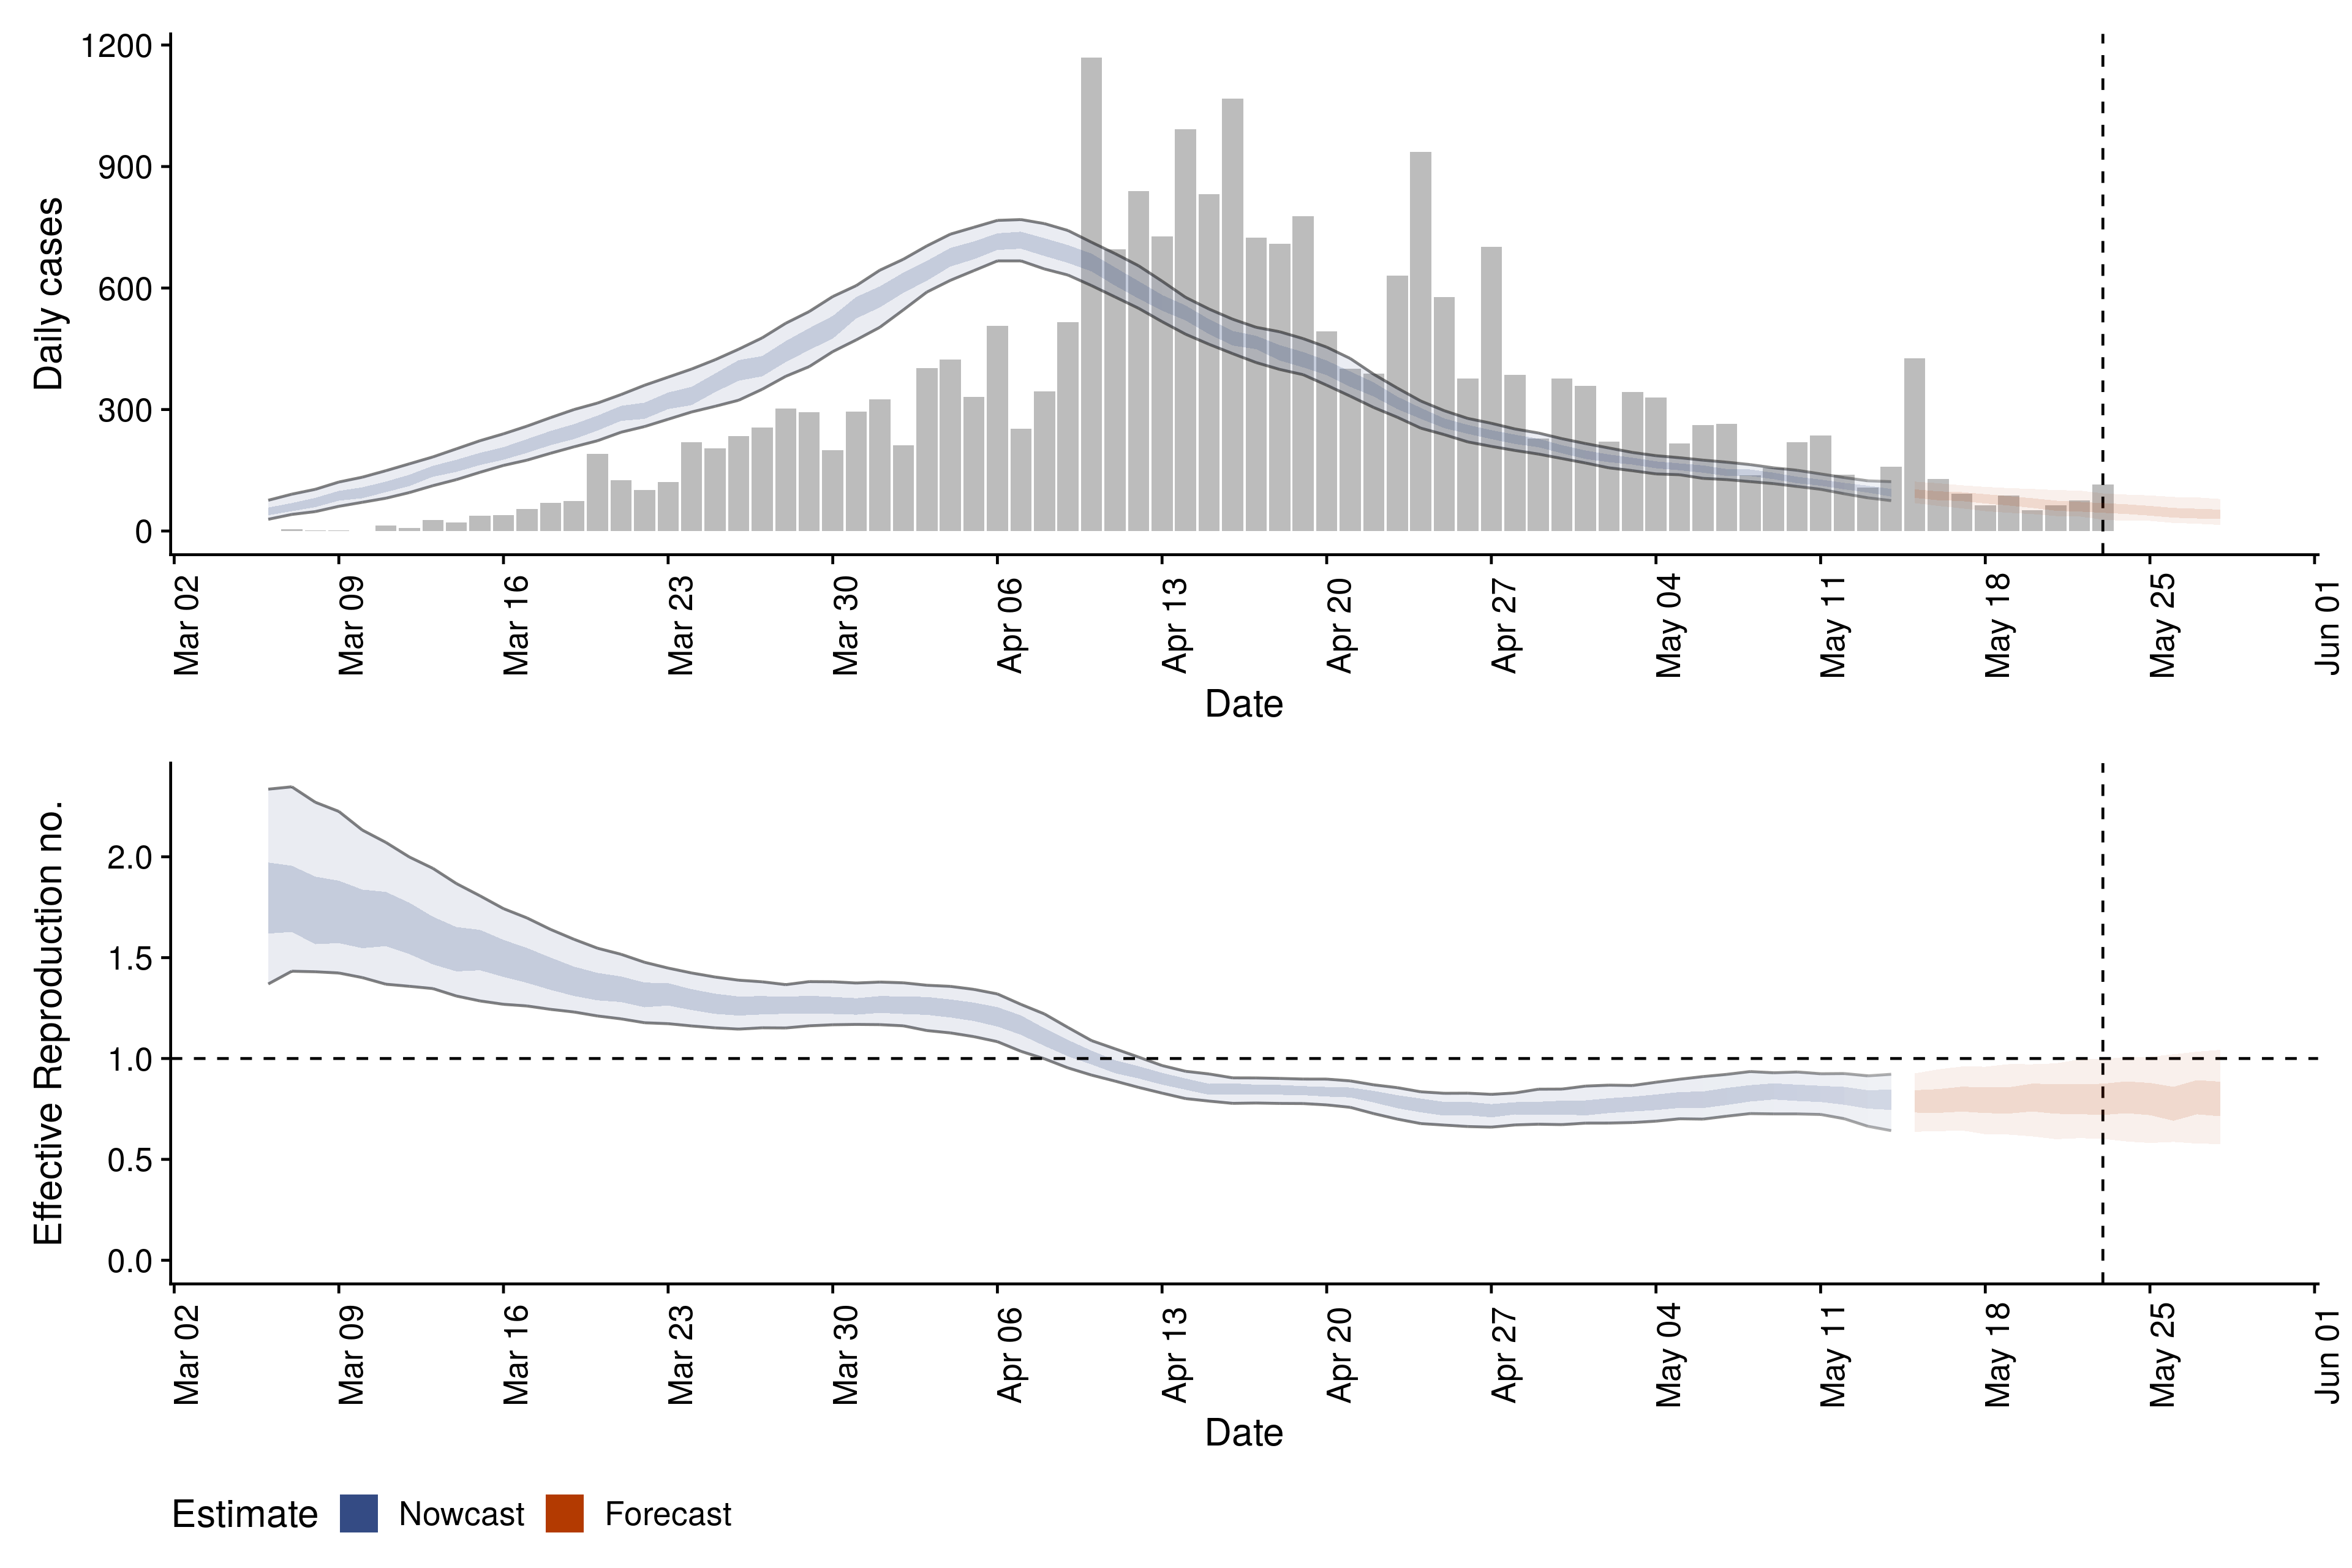 Daily cases
1200
900
600
300
0
Mar 02 Mar 09 Mar 16 Mar 23 Mar 30 Apr 06 Apr 13 Apr 20 Apr 27 May 04 May 11 May 18 May 25 Jun 01
Date
Effective Reproduction no.
2.0
1.5
1.0
0.5
0.0
Mar 02 Mar 09 Mar 16 Mar 23 Mar 30 Apr 06 Apr 13 Apr 20 Apr 27 May 04 May 11 May 18 May 25 Jun 01
Date
Estimate Nowcast Forecast